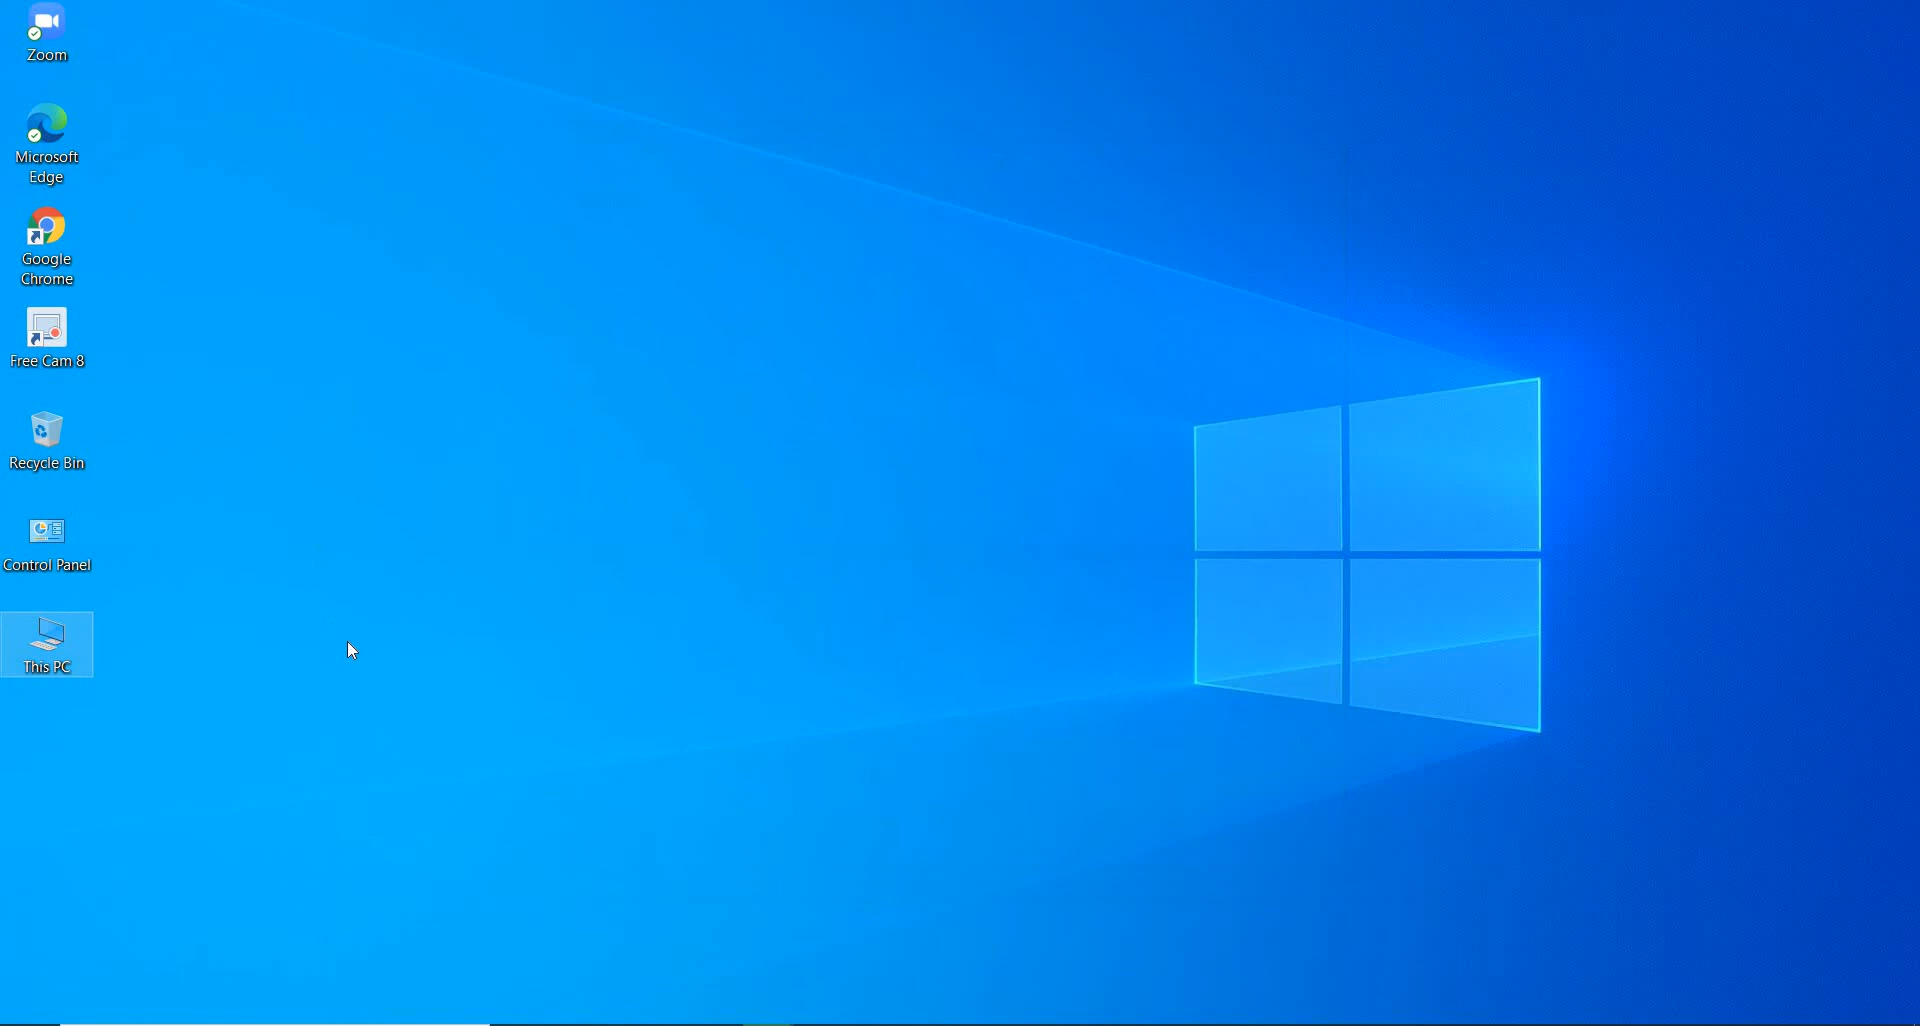 Zoom
Microsoft
Edge
Google
Chrome
Free Cam 8
Recycle Bin
Control Panel
This PC